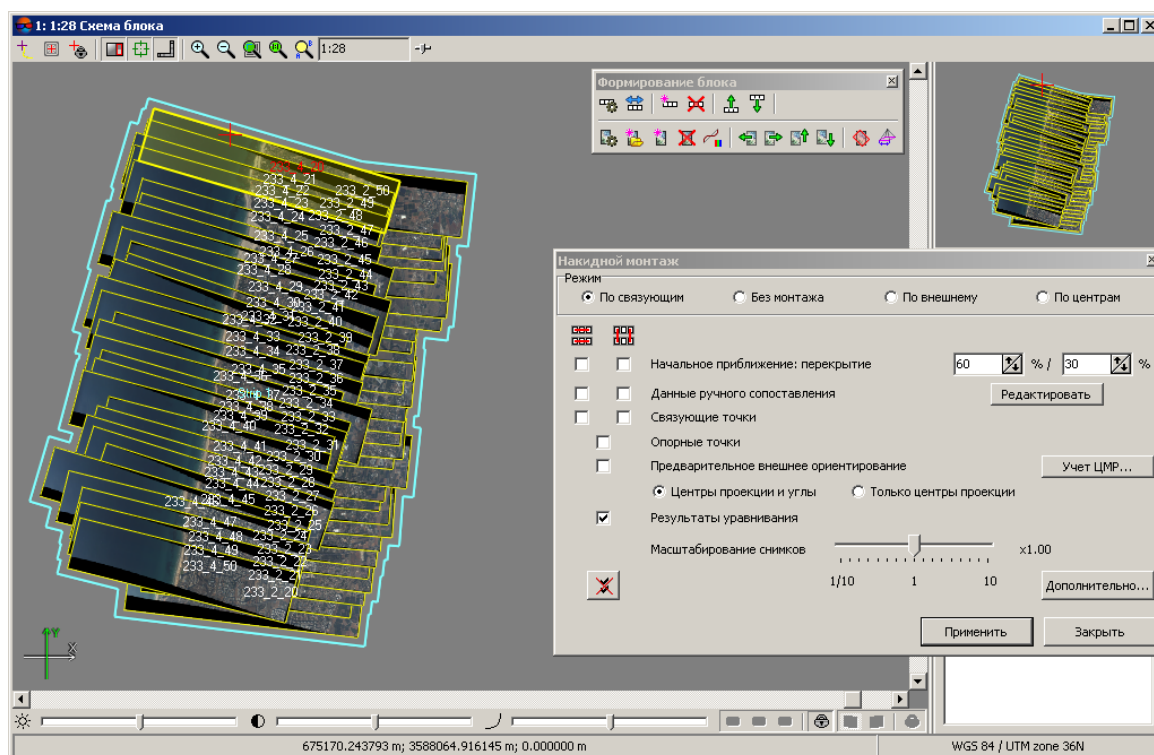 1: 1:28 Схема блока
1:28
Формирование блока
233_4_21
233_4_22 233_2_50
233_4_23 233_2_49
233_4_24 233_2_48
233_2_47
233_4_25 233_2_46
233_4_26
233_2_45
233_4_27
233_4_28 233_2_44
233_4_29 233_2_43
233_2_42
233_4_30 233_2_41
233_2_40
233_4_33 233_2_39
233_4_34 233_2_38
233_2_37
233_2_36
233_2_35
233_2_34
233_4_39 233_2_33
233_4_40 233_2_32
233_4_41 233_2_31
233_4_42 233_2_30
233_4_43 233_2_29
233_4_44 233_2_28
233_4_45 233_2_27
233_2_26
233_4_47 233_2_25
233_4_48 233_2_24
233_4_49 233_2_23
233_4_50 233_2_22
233_2_20
Y
X
Накидной монтаж
Режим
По связующим Без монтажа По внешнему По центрам
Начальное приближение: перекрытие 60 % / 30 %
Данные ручного сопоставления Редактировать
Связующие точки
Опорные точки
Предварительное внешнее ориентирование Учет ЦМР...
Центры проекции и углы Только центры проекции
Результаты уравнивания
Масштабирование снимков x1.00
1/10 1 10 Дополнительно...
Применить Закрыть
675170.243793 m; 3588064.916145 m; 0.000000 m WGS 84 / UTM zone 36N